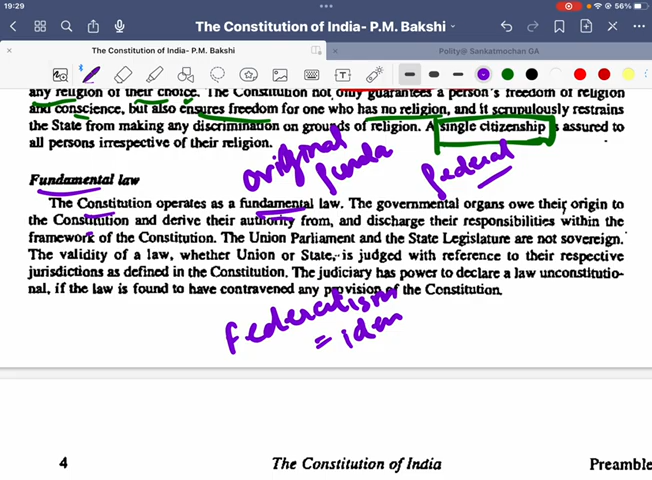 19:29
56%
The Constitution of India- P.M. Bakshi
The Constitution of India- P.M. Bakshi
Polity@ Sankatmochan GA
any religion of their choice. The Constitution not only guarantees a person's freedom of religion
and conscience, but also ensures freedom for one who has no religion, and it scrupulously restrains
the State from making any discrimination on grounds of religion. A single citizenship is assured to
all persons irrespective of their religion.
original
funda
federal
Fundamental law
The Constitution operates as a fundamental law. The governmental organs owe their origin to
the Constitution and derive their authority from, and discharge their responsibilities within the
framework of the Constitution. The Union Parliament and the State Legislature are not sovereign.
The validity of a law, whether Union or State, is judged with reference to their respective
jurisdictions as defined in the Constitution. The judiciary has power to declare a law unconstitutio-
nal, if the law is found to have contravened any provision of the Constitution.
Federalism
= iden
4 The Constitution of India Preamble